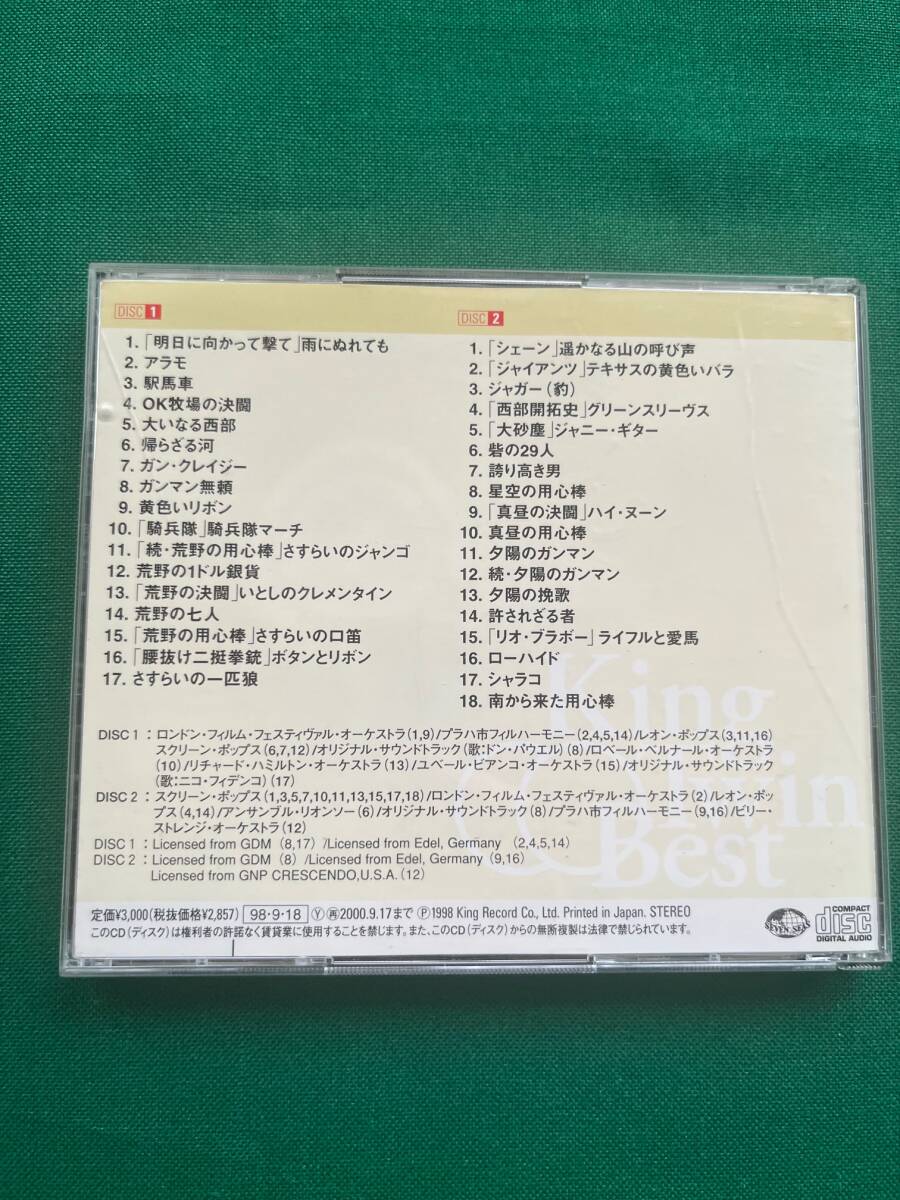 DISC 1
1.「明日に向かって撃て」雨にぬれても
2. アラモ
3. 駅馬車
4. OK牧場の決闘
5. 大いなる西部
6. 帰らざる河
7. ガン・クレイジー
8. ガンマン無頼
9. 黄色いリボン
10.「騎兵隊」騎兵隊マーチ
11.「続・荒野の用心棒」さすらいのジャンゴ
12. 荒野の1ドル銀貨
13.「荒野の決闘」いとしのクレメンタイン
14. 荒野の七人
15.「荒野の用心棒」さすらいの口笛
16.「腰抜け二挺拳銃」ボタンとリボン
17. さすらいの一匹狼
DISC 2
1.「シェーン」遥かなる山の呼び声
2.「ジャイアンツ」テキサスの黄色いバラ
3. ジャガー(豹)
4.「西部開拓史」グリーンスリーヴス
5.「大砂塵」ジャニー・ギター
6. 砦の29人
7. 誇り高き男
8. 星空の用心棒
9.「真昼の決闘」ハイ・ヌーン
10. 真昼の用心棒
11. 夕陽のガンマン
12. 続・夕陽のガンマン
13. 夕陽の挽歌
14. 許されざる者
15.「リオ・ブラボー」ライフルと愛馬
16. ローハイド
17. シャラコ
18. 南から来た用心棒
DISC 1 : ロンドン・フィルム・フェスティヴァル・オーケストラ(1,9)/プラハ市フィルハーモニー(2,4,5,14)/レオン・ポップス(3,11,16)
スクリーン・ポップス(6,7,12)/オリジナル・サウンドトラック(歌:ドン・パウエル)(8)/ロベール・ベルナール・オーケストラ
(10)/リチャード・ハミルトン・オーケストラ(13)/ユベール・ビアンコ・オーケストラ(15)/オリジナル・サウンドトラック
(歌:ニコ・フィデンコ)(17)
DISC 2 : スクリーン・ポップス(1,3,5,7,10,11,13,15,17,18)/ロンドン・フィルム・フェスティヴァル・オーケストラ(2)/レオン・ポッ
プス(4,14)/アンサンブル・リオンソー(6)/オリジナル・サウンドトラック(8)/プラハ市フィルハーモニー(9,16)/ビリー・
ストレンジ・オーケストラ(12)
DISC 1 : Licensed from GDM (8,17) /Licensed from Edel, Germany (2,4,5,14)
DISC 2 : Licensed from GDM (8) /Licensed from Edel, Germany (9,16)
Licensed from GNP CRESCENDO,U.S.A.(12)
King
Twin
& Best
定価¥3,000(税抜価格¥2,857) 98・9・18 Ⓨ再2000.9.17まで Ⓟ1998 King Record Co., Ltd. Printed in Japan. STEREO
このCD(ディスク)は権利者の許諾なく賃貸業に使用することを禁じます。また、このCD(ディスク)からの無断複製は法律で禁じられています。
SEVEN SEAS
COMPACT
disc
DIGITAL AUDIO